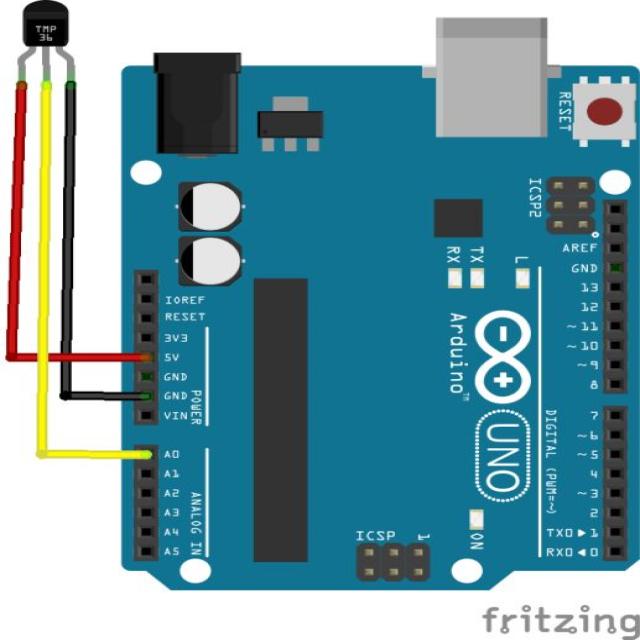 TMP
36
RESET
ICSP2
AREF
GND
13
12
~11
~10
~9
8
RX
TX
L
IOREF
RESET
3V3
5V
GND
GND
VIN
POWER
Arduino™
UNO
A0
A1
A2
A3
A4
A5
ANALOG IN
7
~6
~5
4
~3
2
TX0▶1
RX0◀0
DIGITAL (PWM=~)
ICSP
1
ON
fritzing